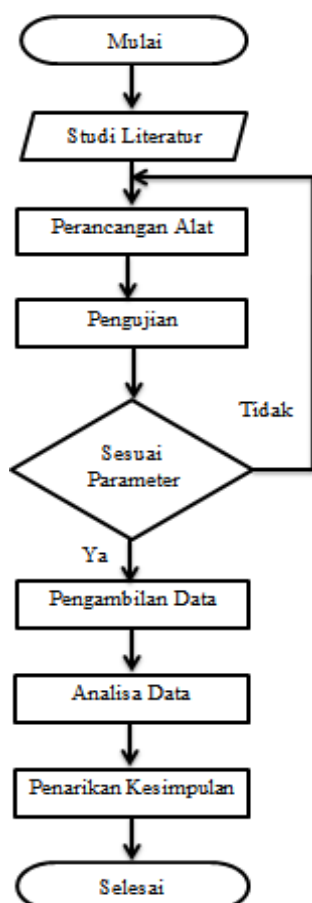 Mulai
Studi Literatur
Perancangan Alat
Pengujian
Tidak
Sesuai
Parameter
Ya
Pengambilan Data
Analisa Data
Penarikan Kesimpulan
Selesai